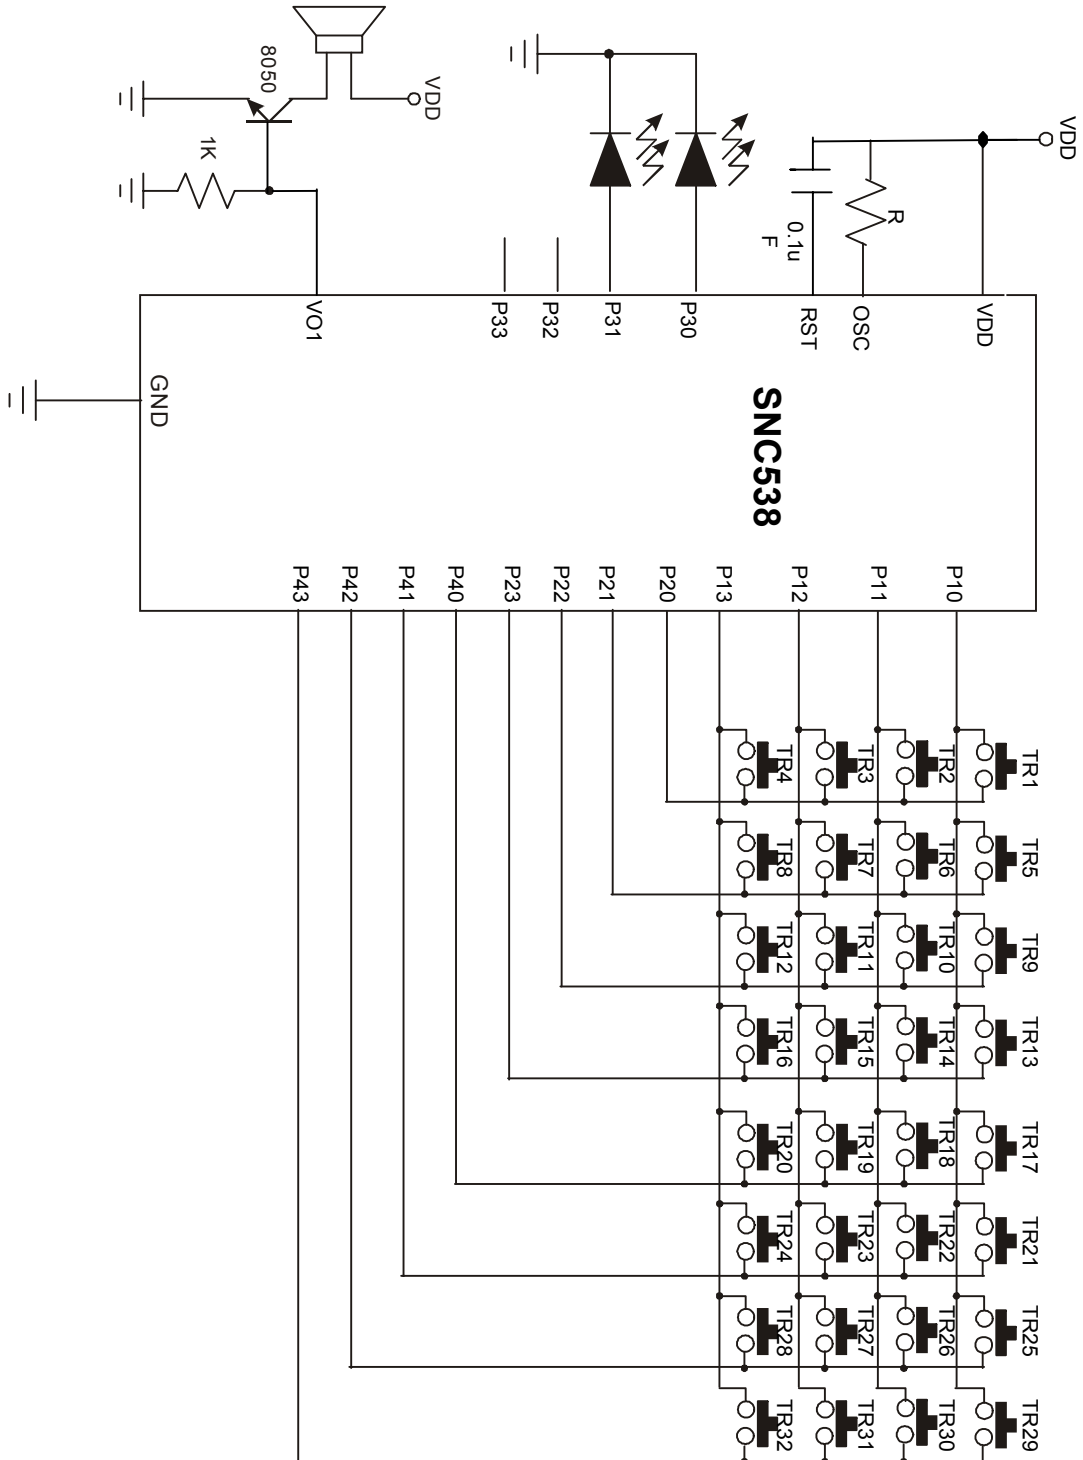 8050
VDD
1K
VDD
R
0.1u
F
VO1
P33
P32
P31
P30
RST
OSC
VDD
GND
SNC538
P43
P42
P41
P40
P23
P22
P21
P20
P13
P12
P11
P10
TR4
TR3
TR2
TR1
TR8
TR7
TR6
TR5
TR12
TR11
TR10
TR9
TR16
TR15
TR14
TR13
TR20
TR19
TR18
TR17
TR24
TR23
TR22
TR21
TR28
TR27
TR26
TR25
TR32
TR31
TR30
TR29